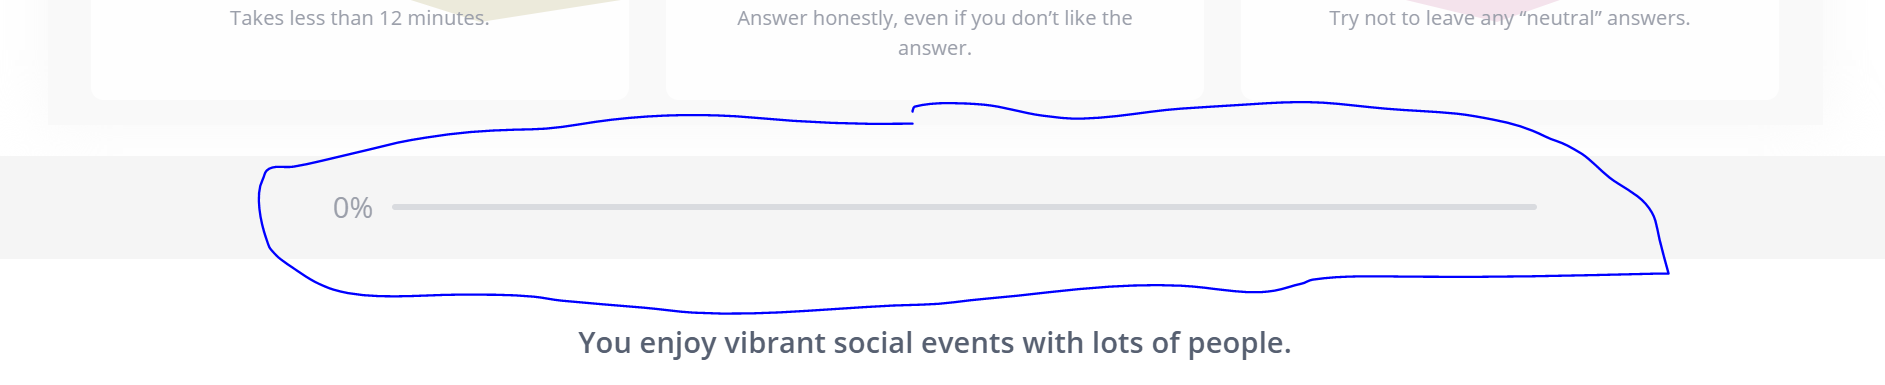 Takes less than 12 minutes.
Answer honestly, even if you don’t like the
answer.
Try not to leave any “neutral” answers.
0%
You enjoy vibrant social events with lots of people.